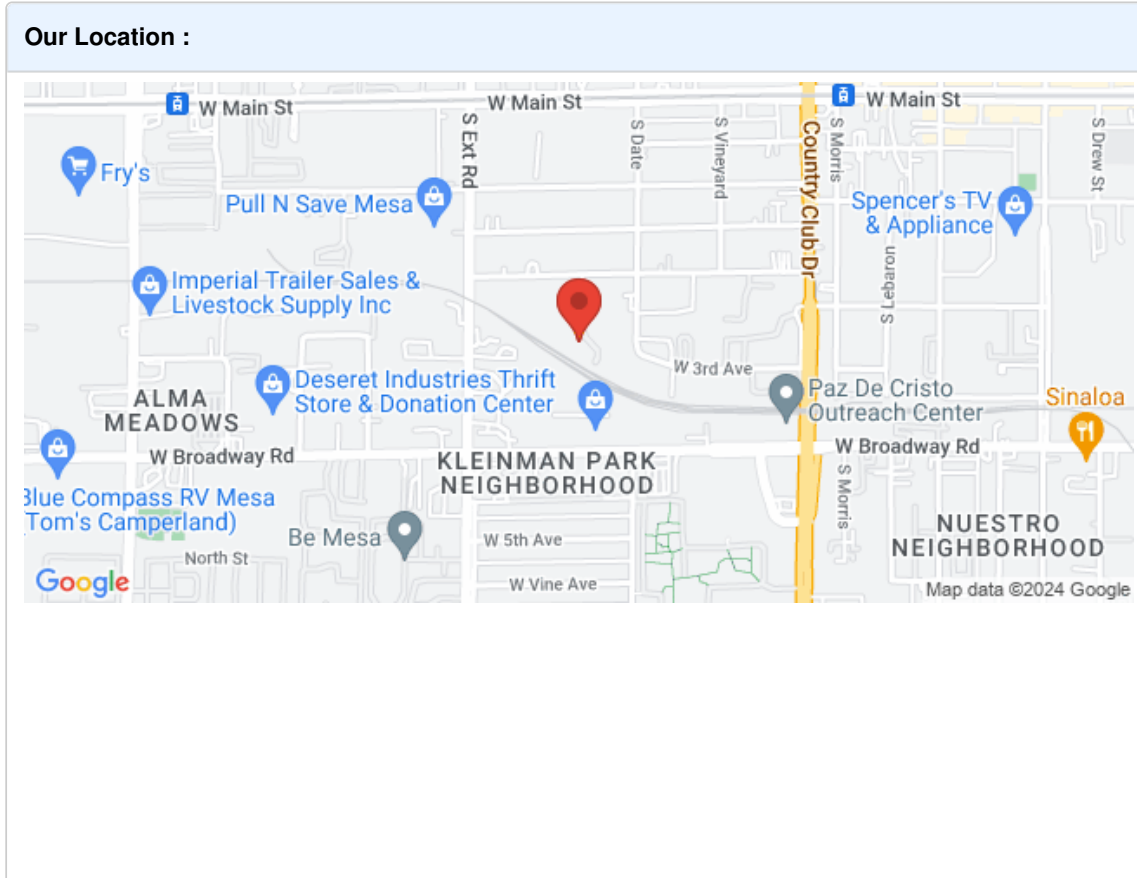 Our Location :
W Main St
W Main St
W Main St
S Ext Rd
S Date
S Vineyard
Country Club Dr
S Morris
S Drew St
Fry's
Pull N Save Mesa
Spencer's TV
& Appliance
Imperial Trailer Sales &
Livestock Supply Inc
S Lebaron
W 3rd Ave
Deseret Industries Thrift
Store & Donation Center
Paz De Cristo
Outreach Center
Sinaloa
ALMA
MEADOWS
W Broadway Rd
W Broadway Rd
KLEINMAN PARK
NEIGHBORHOOD
S Morris
Blue Compass RV Mesa
(Tom's Camperland)
Be Mesa
W 5th Ave
NUESTRO
NEIGHBORHOOD
North St
W Vine Ave
Google
Map data ©2024 Google